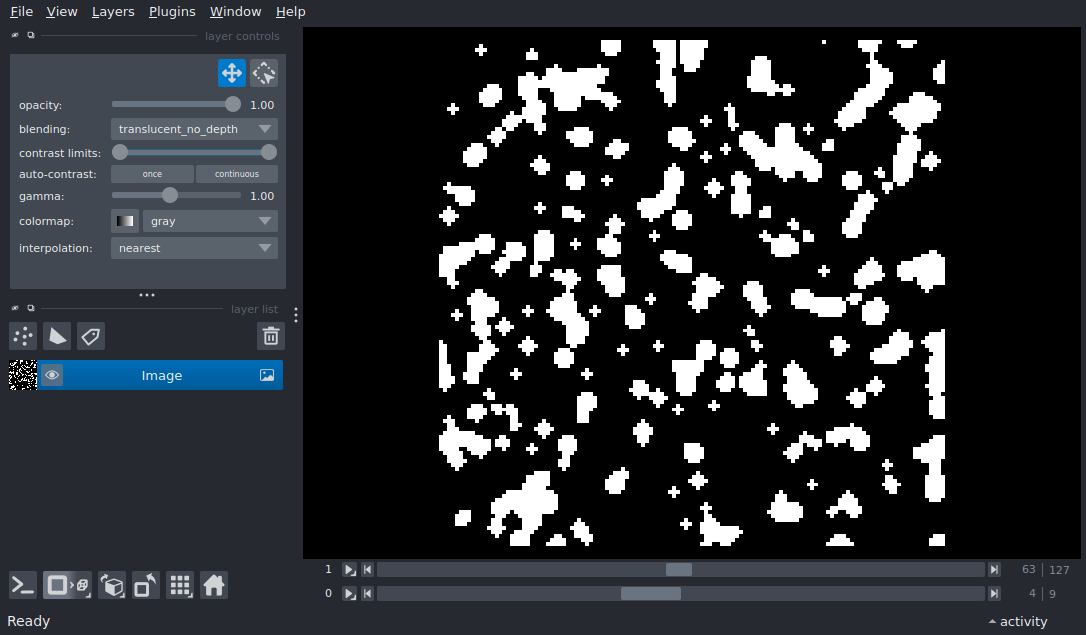 File View Layers Plugins Window Help
layer controls
opacity: 1.00
blending: translucent_no_depth
contrast limits:
auto-contrast: once continuous
gamma: 1.00
colormap: gray
interpolation: nearest
layer list
Image
1 63 127
0 4 9
Ready activity